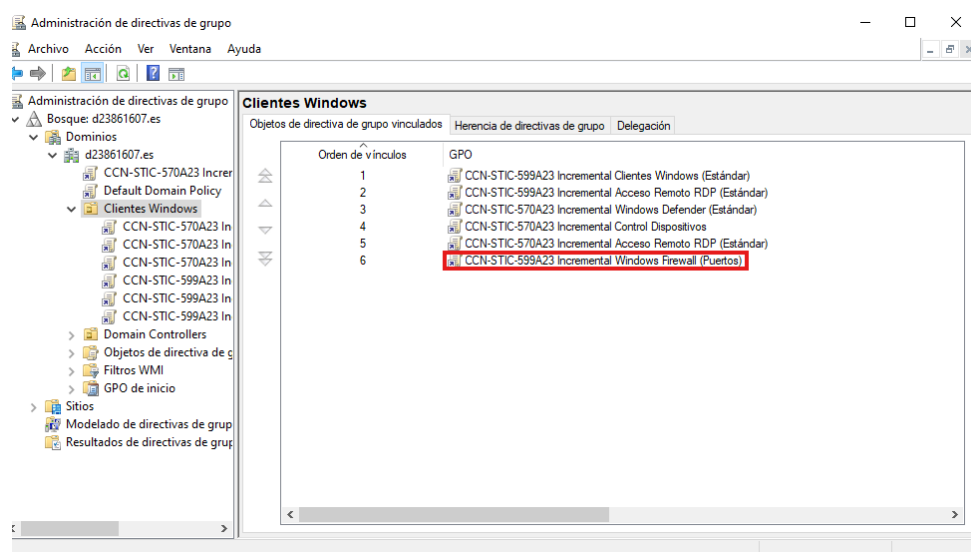 Administración de directivas de grupo
Archivo Acción Ver Ventana Ayuda
Administración de directivas de grupo
Bosque: d23861607.es
Dominios
d23861607.es
CCN-STIC-570A23 Increr
Default Domain Policy
Clientes Windows
CCN-STIC-570A23 In
CCN-STIC-570A23 In
CCN-STIC-570A23 In
CCN-STIC-599A23 In
CCN-STIC-599A23 In
CCN-STIC-599A23 In
Domain Controllers
Objetos de directiva de g
Filtros WMI
GPO de inicio
Sitios
Modelado de directivas de grup
Resultados de directivas de grup
Clientes Windows
Objetos de directiva de grupo vinculados Herencia de directivas de grupo Delegación
Orden de vínculos GPO
1 CCN-STIC-599A23 Incremental Clientes Windows (Estándar)
2 CCN-STIC-599A23 Incremental Acceso Remoto RDP (Estándar)
3 CCN-STIC-570A23 Incremental Windows Defender (Estándar)
4 CCN-STIC-570A23 Incremental Control Dispositivos
5 CCN-STIC-570A23 Incremental Acceso Remoto RDP (Estándar)
6 CCN-STIC-599A23 Incremental Windows Firewall (Puertos)